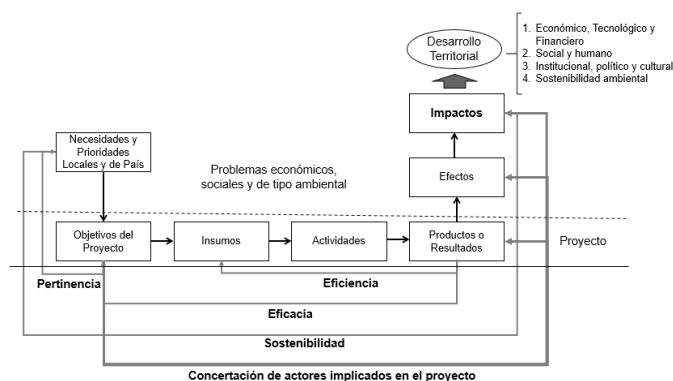 Desarrollo
Territorial
1. Económico, Tecnológico y
Financiero
2. Social y humano
3. Institucional, político y cultural
4. Sostenibilidad ambiental
Impactos
Necesidades y
Prioridades
Locales y de País
Problemas económicos,
sociales y de tipo ambiental
Efectos
Objetivos del
Proyecto
Insumos
Actividades
Productos o
Resultados
Proyecto
Pertinencia
Eficiencia
Eficacia
Sostenibilidad
Concertación de actores implicados en el proyecto